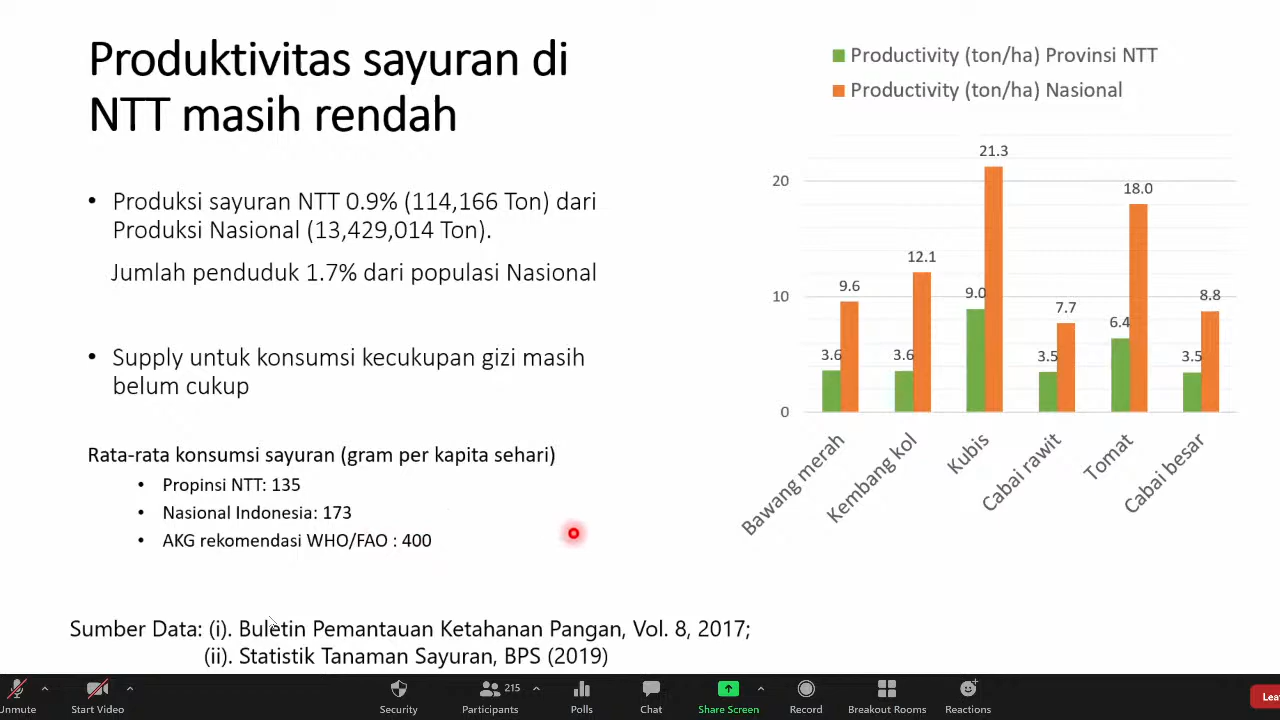 Produktivitas sayuran di
NTT masih rendah
• Produksi sayuran NTT 0.9% (114,166 Ton) dari
Produksi Nasional (13,429,014 Ton).
Jumlah penduduk 1.7% dari populasi Nasional
• Supply untuk konsumsi kecukupan gizi masih
belum cukup
Rata-rata konsumsi sayuran (gram per kapita sehari)
• Propinsi NTT: 135
• Nasional Indonesia: 173
• AKG rekomendasi WHO/FAO : 400
Productivity (ton/ha) Provinsi NTT
Productivity (ton/ha) Nasional
21.3
20
18.0
12.1
10
9.6
9.0
8.8
7.7
6.4
3.6
3.6
3.5
3.5
0
Bawang merah
Kembang kol
Kubis
Cabai rawit
Tomat
Cabai besar
Sumber Data: (i). Buletin Pemantauan Ketahanan Pangan, Vol. 8, 2017;
(ii). Statistik Tanaman Sayuran, BPS (2019)
Unmute
Start Video
Security
215
Participants
Polls
Chat
Share Screen
Record
Breakout Rooms
Reactions
Lea